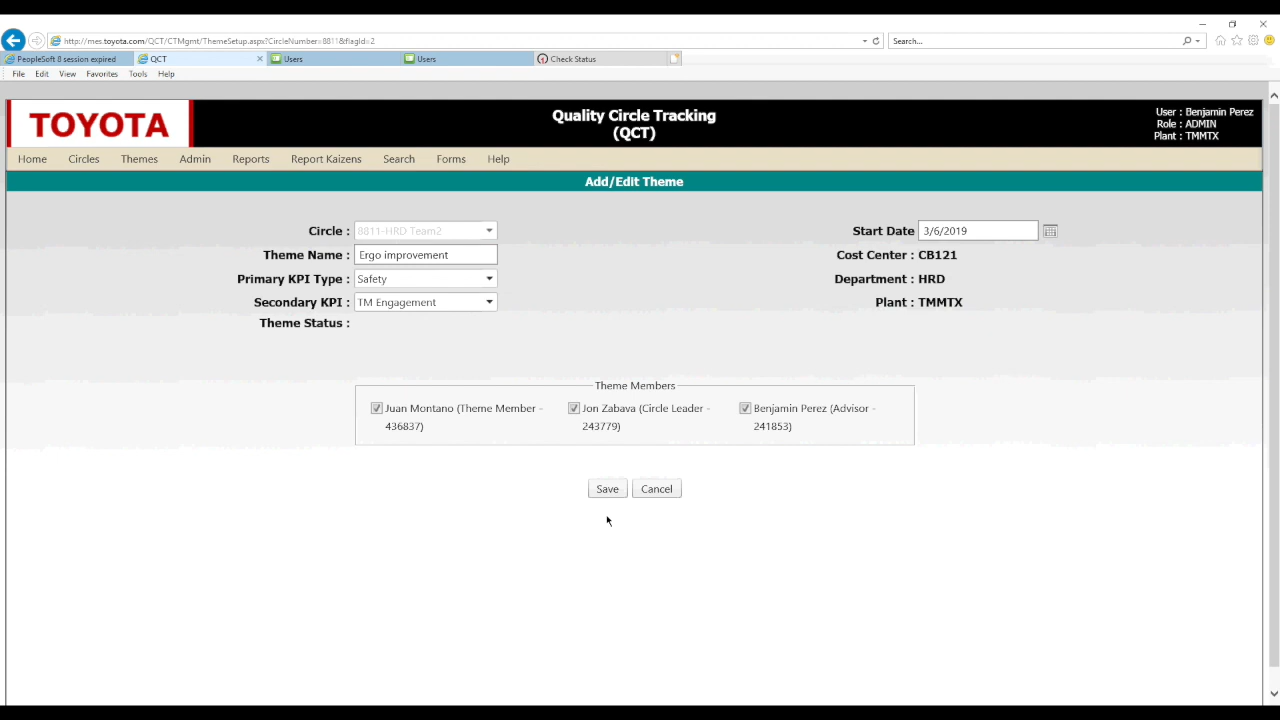 http://mes.toyota.com/QCT/CTMgmt/ThemeSetup.aspx?CircleNumber=8811&flagId=2
Search...
PeopleSoft 8 session expired
QCT
Users
Users
Check Status
File Edit View Favorites Tools Help
TOYOTA
Quality Circle Tracking
(QCT)
User : Benjamin Perez
Role : ADMIN
Plant : TMMTX
Home Circles Themes Admin Reports Report Kaizens Search Forms Help
Add/Edit Theme
Circle : 8811-HRD Team2
Start Date 3/6/2019
Theme Name : Ergo improvement
Cost Center : CB121
Primary KPI Type : Safety
Department : HRD
Secondary KPI : TM Engagement
Plant : TMMTX
Theme Status :
Theme Members
Juan Montano (Theme Member -
436837)
Jon Zabava (Circle Leader -
243779)
Benjamin Perez (Advisor -
241853)
Save Cancel